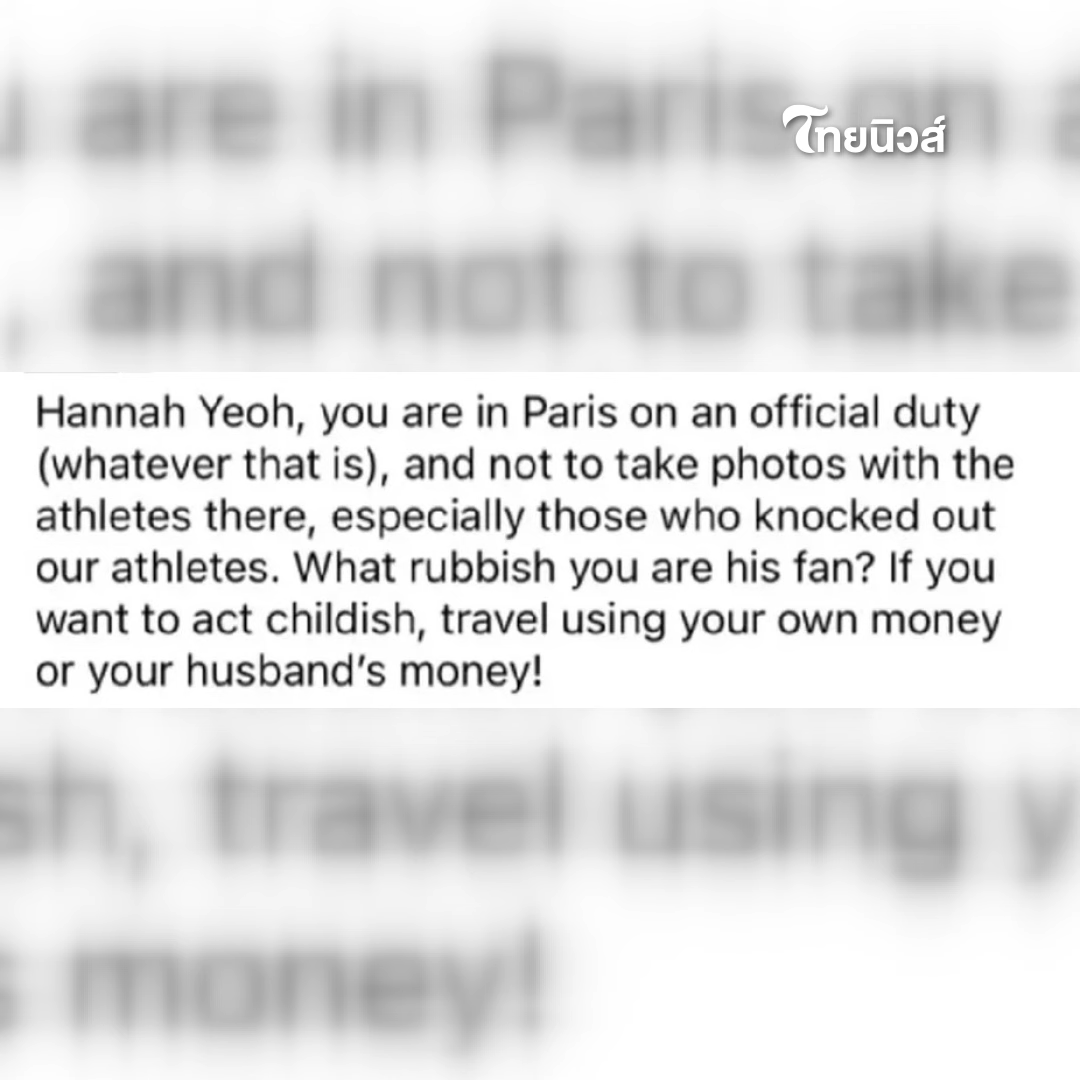 u are in Paris on a
ไทยนิวส์
, and not to take
Hannah Yeoh, you are in Paris on an official duty
(whatever that is), and not to take photos with the
athletes there, especially those who knocked out
our athletes. What rubbish you are his fan? If you
want to act childish, travel using your own money
or your husband’s money!
sh, travel using y
s money!